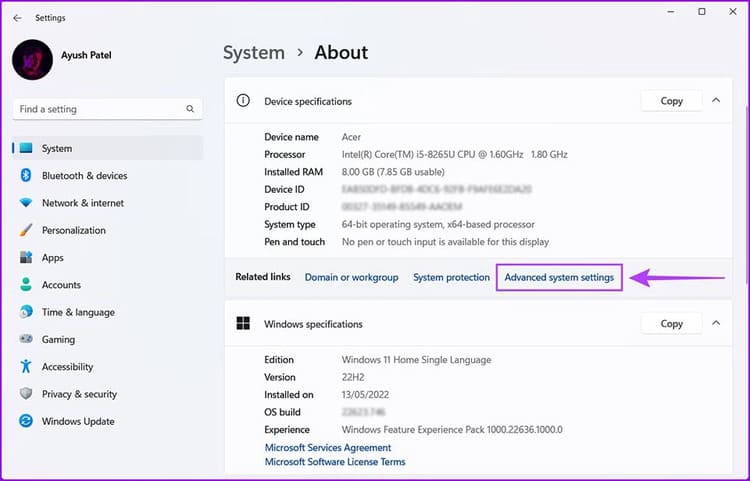 Settings
Ayush Patel
Find a setting
System
Bluetooth & devices
Network & internet
Personalization
Apps
Accounts
Time & language
Gaming
Accessibility
Privacy & security
Windows Update
System > About
Device specifications Copy
Device name Acer
Processor Intel(R) Core(TM) i5-8265U CPU @ 1.60GHz 1.80 GHz
Installed RAM 8.00 GB (7.85 GB usable)
Device ID
Product ID
System type 64-bit operating system, x64-based processor
Pen and touch No pen or touch input is available for this display
Related links Domain or workgroup System protection Advanced system settings
Windows specifications Copy
Edition Windows 11 Home Single Language
Version 22H2
Installed on 13/05/2022
OS build
Experience Windows Feature Experience Pack 1000.22636.1000.0
Microsoft Services Agreement
Microsoft Software License Terms